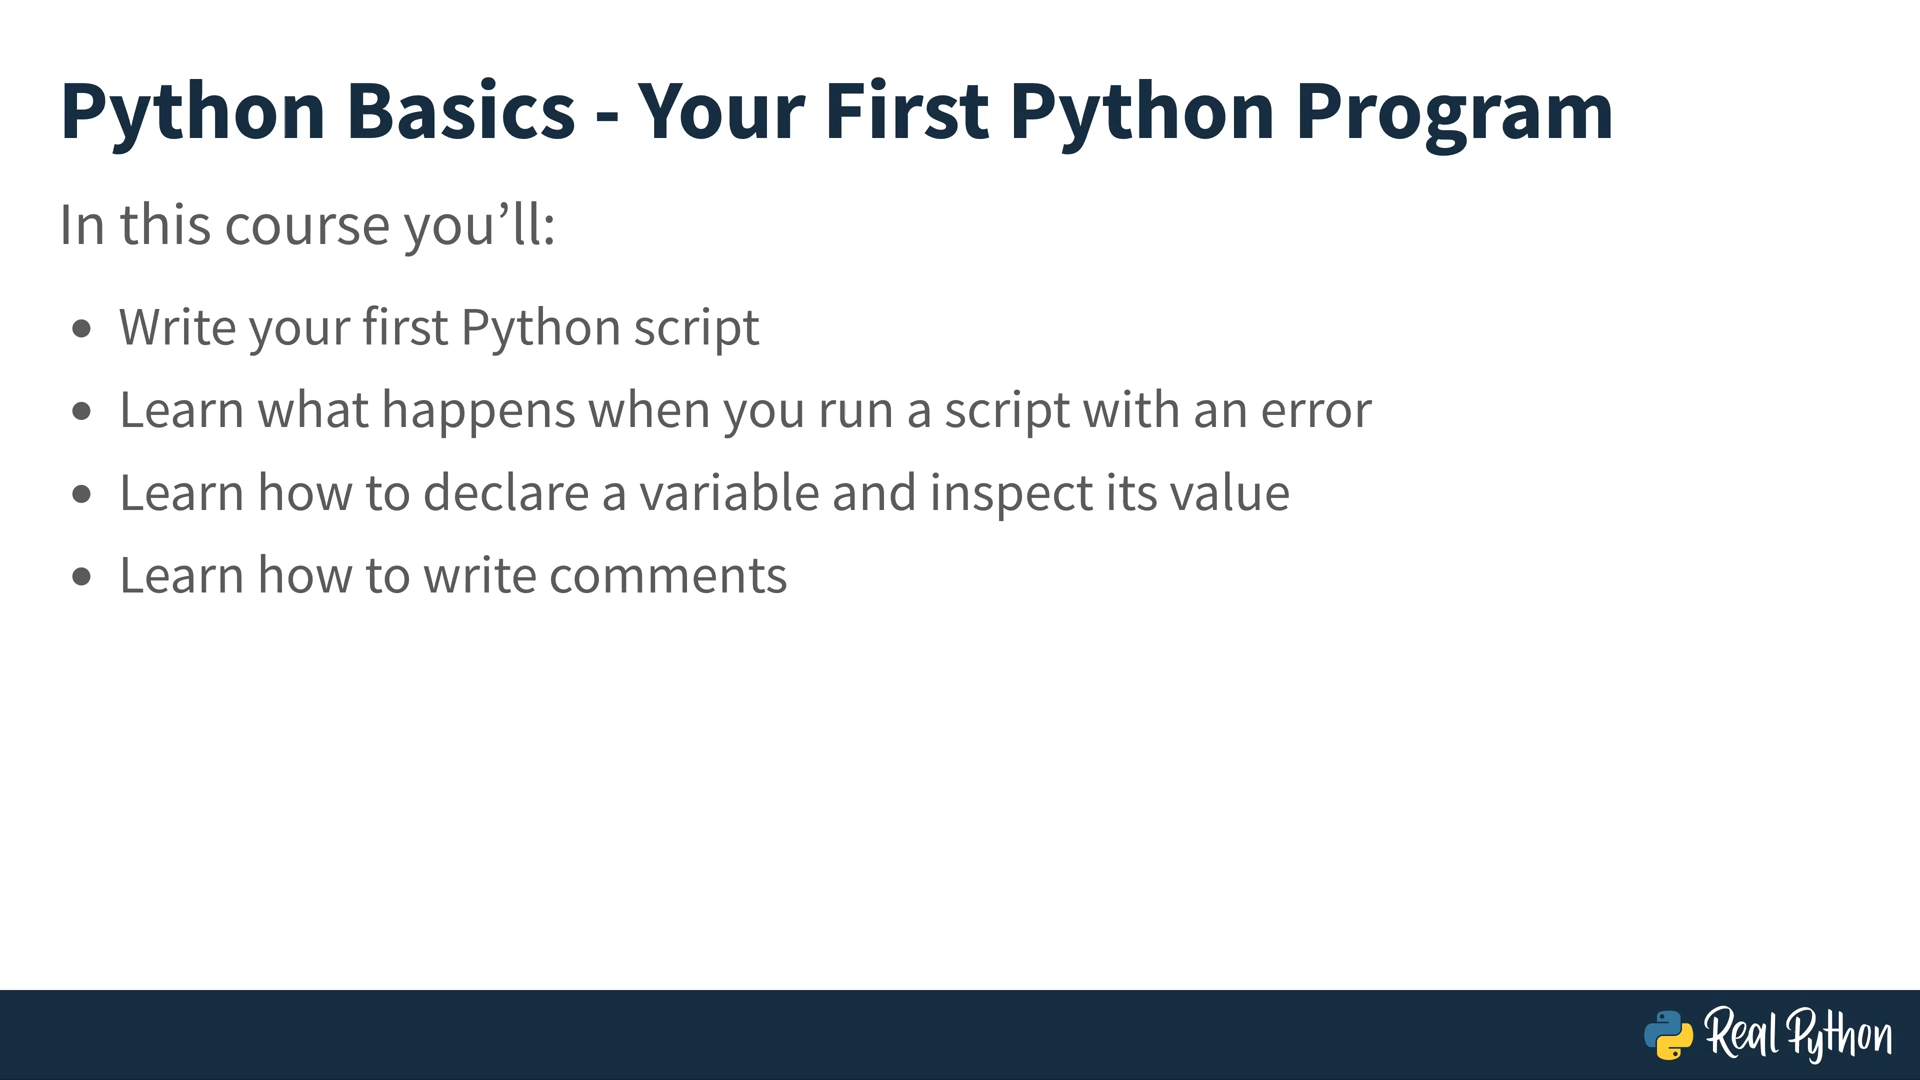 Python Basics - Your First Python Program
In this course you’ll:
• Write your first Python script
• Learn what happens when you run a script with an error
• Learn how to declare a variable and inspect its value
• Learn how to write comments
Real Python